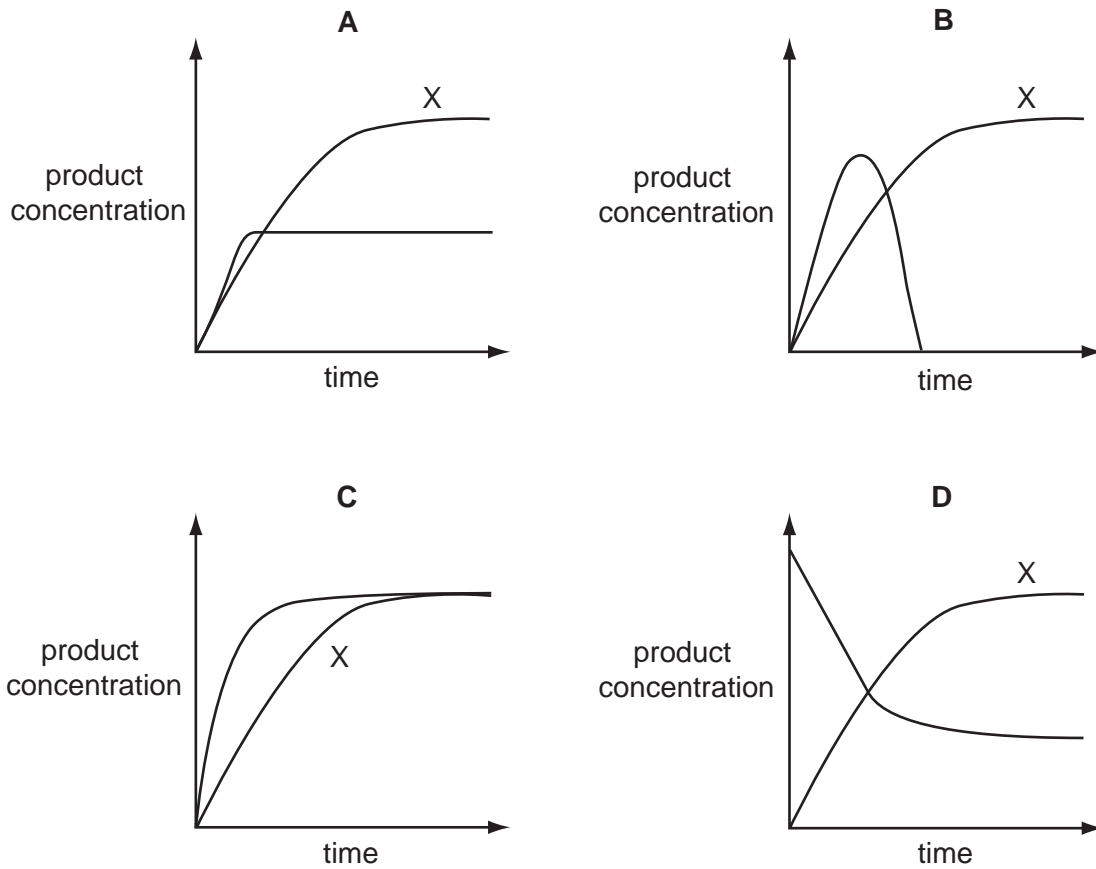 A
X
product
concentration
time
B
X
product
concentration
time
C
X
product
concentration
time
D
X
product
concentration
time